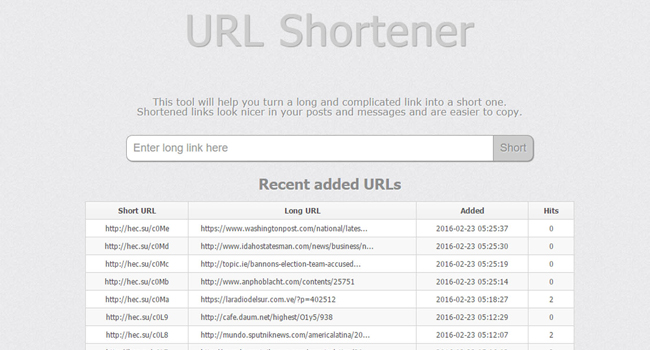 URL Shortener
This tool will help you turn a long and complicated link into a short one.
Shortened links look nicer in your posts and messages and are easier to copy.
Enter long link here Short
Recent added URLs
Short URL Long URL Added Hits
http://hec.su/c0Me https://www.washingtonpost.com/national/lates... 2016-02-23 05:25:37 0
http://hec.su/c0Md http://www.idahostatesman.com/news/business/n... 2016-02-23 05:25:30 0
http://hec.su/c0Mc http://topic.ie/bannons-election-team-accused... 2016-02-23 05:25:19 0
http://hec.su/c0Mb http://www.anphoblacht.com/contents/25751 2016-02-23 05:25:14 0
http://hec.su/c0Ma https://laradiodelsur.com.ve/?p=402512 2016-02-23 05:18:27 2
http://hec.su/c0L9 http://cafe.daum.net/highest/O1y5/938 2016-02-23 05:12:29 0
http://hec.su/c0L8 http://mundo.sputniknews.com/americalatina/20... 2016-02-23 05:12:07 2